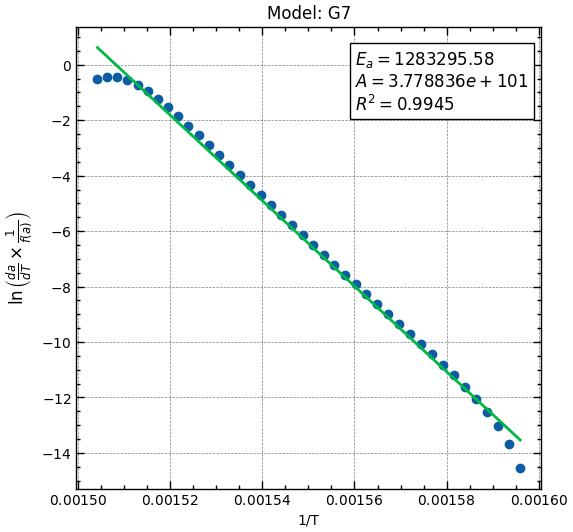 Model: G7
E_a = 1283295.58
A = 3.778836e + 101
R² = 0.9945
0
−2
−4
−6
−8
−10
−12
−14
ln (da/dT × 1/f(a))
0.00150 0.00152 0.00154 0.00156 0.00158 0.00160
1/T